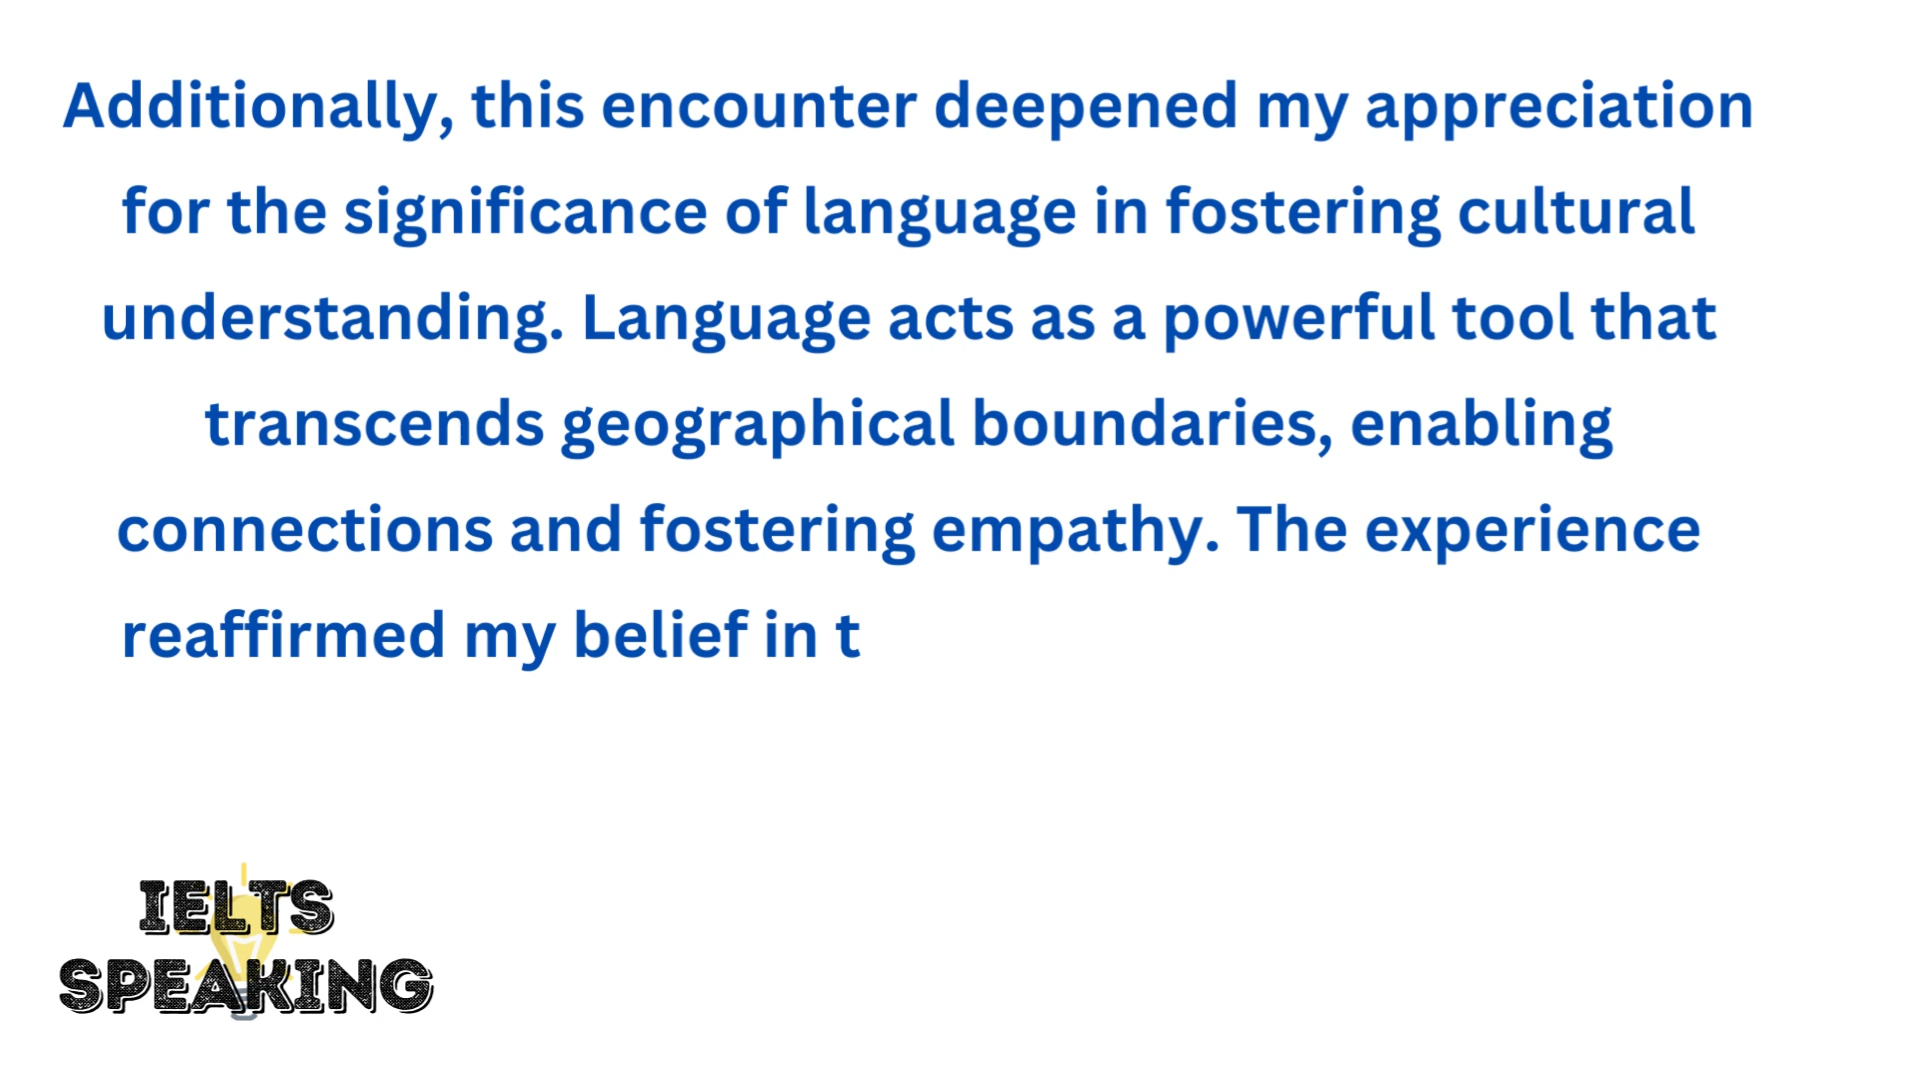 Additionally, this encounter deepened my appreciation
for the significance of language in fostering cultural
understanding. Language acts as a powerful tool that
transcends geographical boundaries, enabling
connections and fostering empathy. The experience
reaffirmed my belief in t
IELTS
SPEAKING